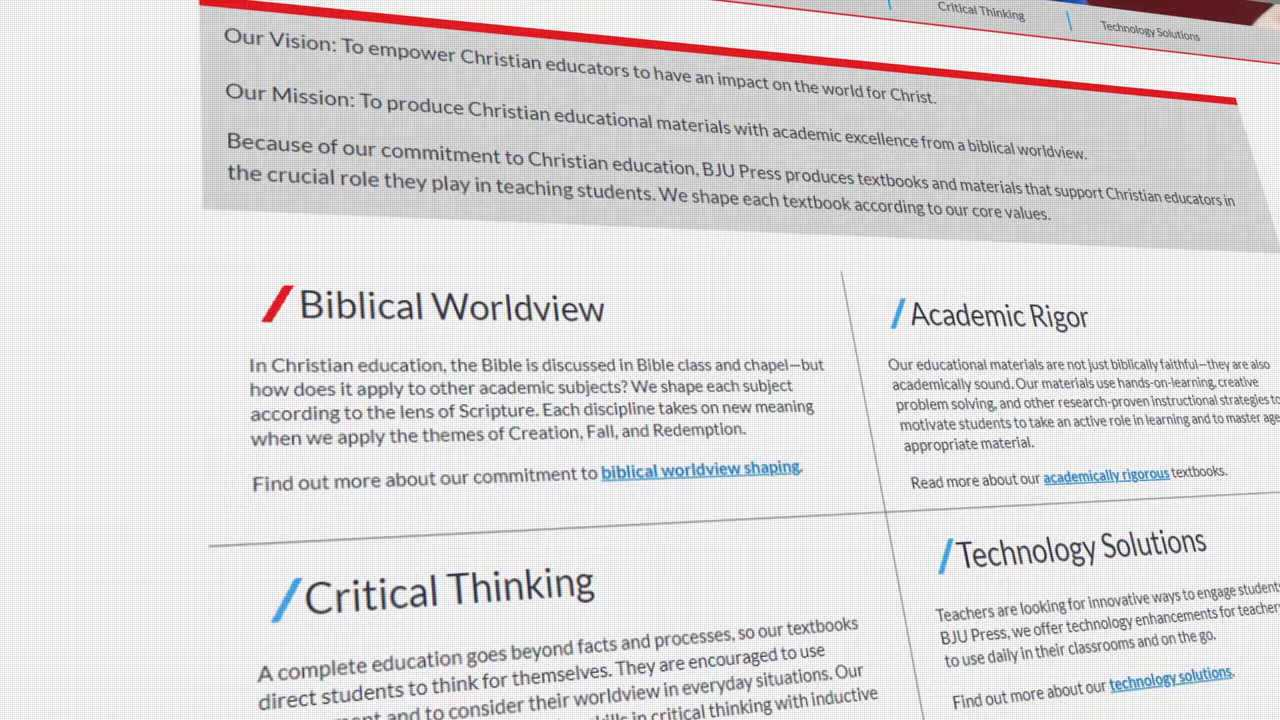 Critical Thinking
Technology Solutions
Our Vision: To empower Christian educators to have an impact on the world for Christ.
Our Mission: To produce Christian educational materials with academic excellence from a biblical worldview.
Because of our commitment to Christian education, BJU Press produces textbooks and materials that support Christian educators in
the crucial role they play in teaching students. We shape each textbook according to our core values.
Biblical Worldview
In Christian education, the Bible is discussed in Bible class and chapel—but
how does it apply to other academic subjects? We shape each subject
according to the lens of Scripture. Each discipline takes on new meaning
when we apply the themes of Creation, Fall, and Redemption.
Find out more about our commitment to biblical worldview shaping.
Academic Rigor
Our educational materials are not just biblically faithful—they are also
academically sound. Our materials use hands-on-learning, creative
problem solving, and other research-proven instructional strategies to
motivate students to take an active role in learning and to master age
appropriate material.
Read more about our academically rigorous textbooks.
Critical Thinking
A complete education goes beyond facts and processes, so our textbooks
direct students to think for themselves. They are encouraged to use
and to consider their worldview in everyday situations. Our
in critical thinking with inductive
Technology Solutions
Teachers are looking for innovative ways to engage students
BJU Press, we offer technology enhancements for teachers
to use daily in their classrooms and on the go.
Find out more about our technology solutions.